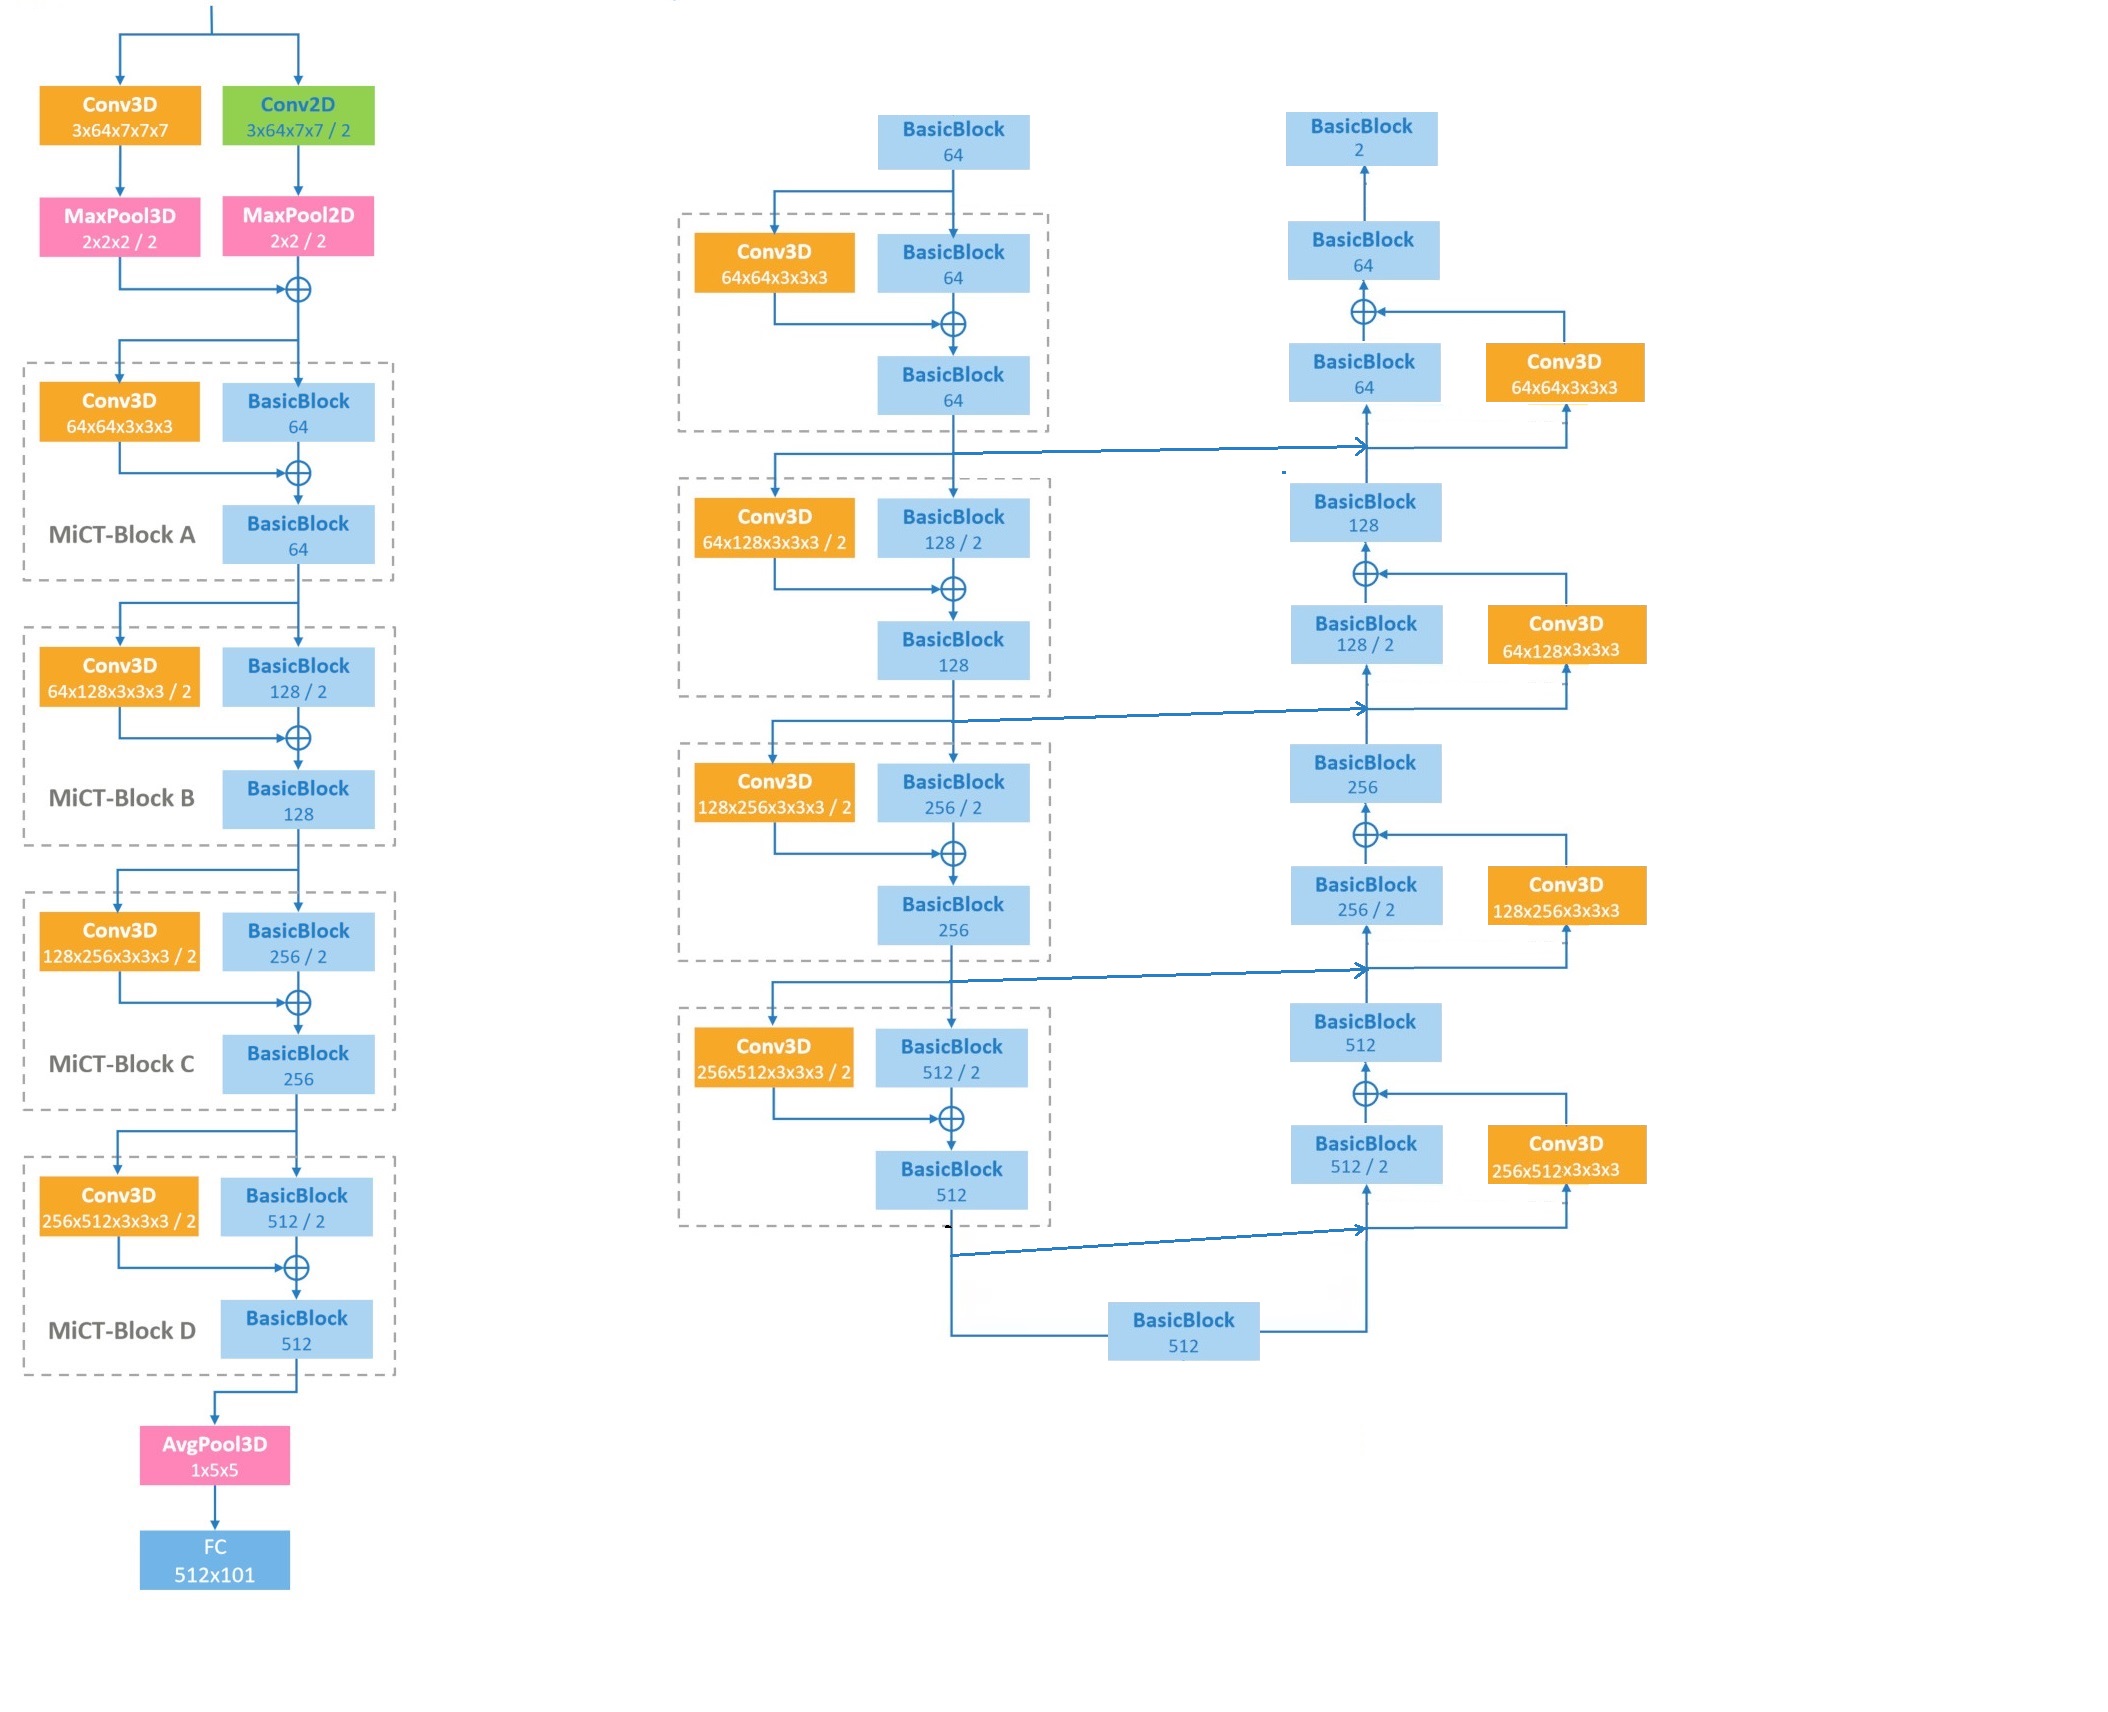 Conv3D
3x64x7x7x7
Conv2D
3x64x7x7 / 2
MaxPool3D
2x2x2 / 2
MaxPool2D
2x2 / 2
Conv3D
64x64x3x3x3
BasicBlock
64
MiCT-Block A
BasicBlock
64
Conv3D
64x128x3x3x3 / 2
BasicBlock
128 / 2
MiCT-Block B
BasicBlock
128
Conv3D
128x256x3x3x3 / 2
BasicBlock
256 / 2
MiCT-Block C
BasicBlock
256
Conv3D
256x512x3x3x3 / 2
BasicBlock
512 / 2
MiCT-Block D
BasicBlock
512
AvgPool3D
1x5x5
FC
512x101
BasicBlock
64
Conv3D
64x64x3x3x3
BasicBlock
64
BasicBlock
64
Conv3D
64x128x3x3x3 / 2
BasicBlock
128 / 2
BasicBlock
128
Conv3D
128x256x3x3x3 / 2
BasicBlock
256 / 2
BasicBlock
256
Conv3D
256x512x3x3x3 / 2
BasicBlock
512 / 2
BasicBlock
512
BasicBlock
512
BasicBlock
2
BasicBlock
64
BasicBlock
64
Conv3D
64x64x3x3x3
BasicBlock
128
BasicBlock
128 / 2
Conv3D
64x128x3x3x3
BasicBlock
256
BasicBlock
256 / 2
Conv3D
128x256x3x3x3
BasicBlock
512
BasicBlock
512 / 2
Conv3D
256x512x3x3x3